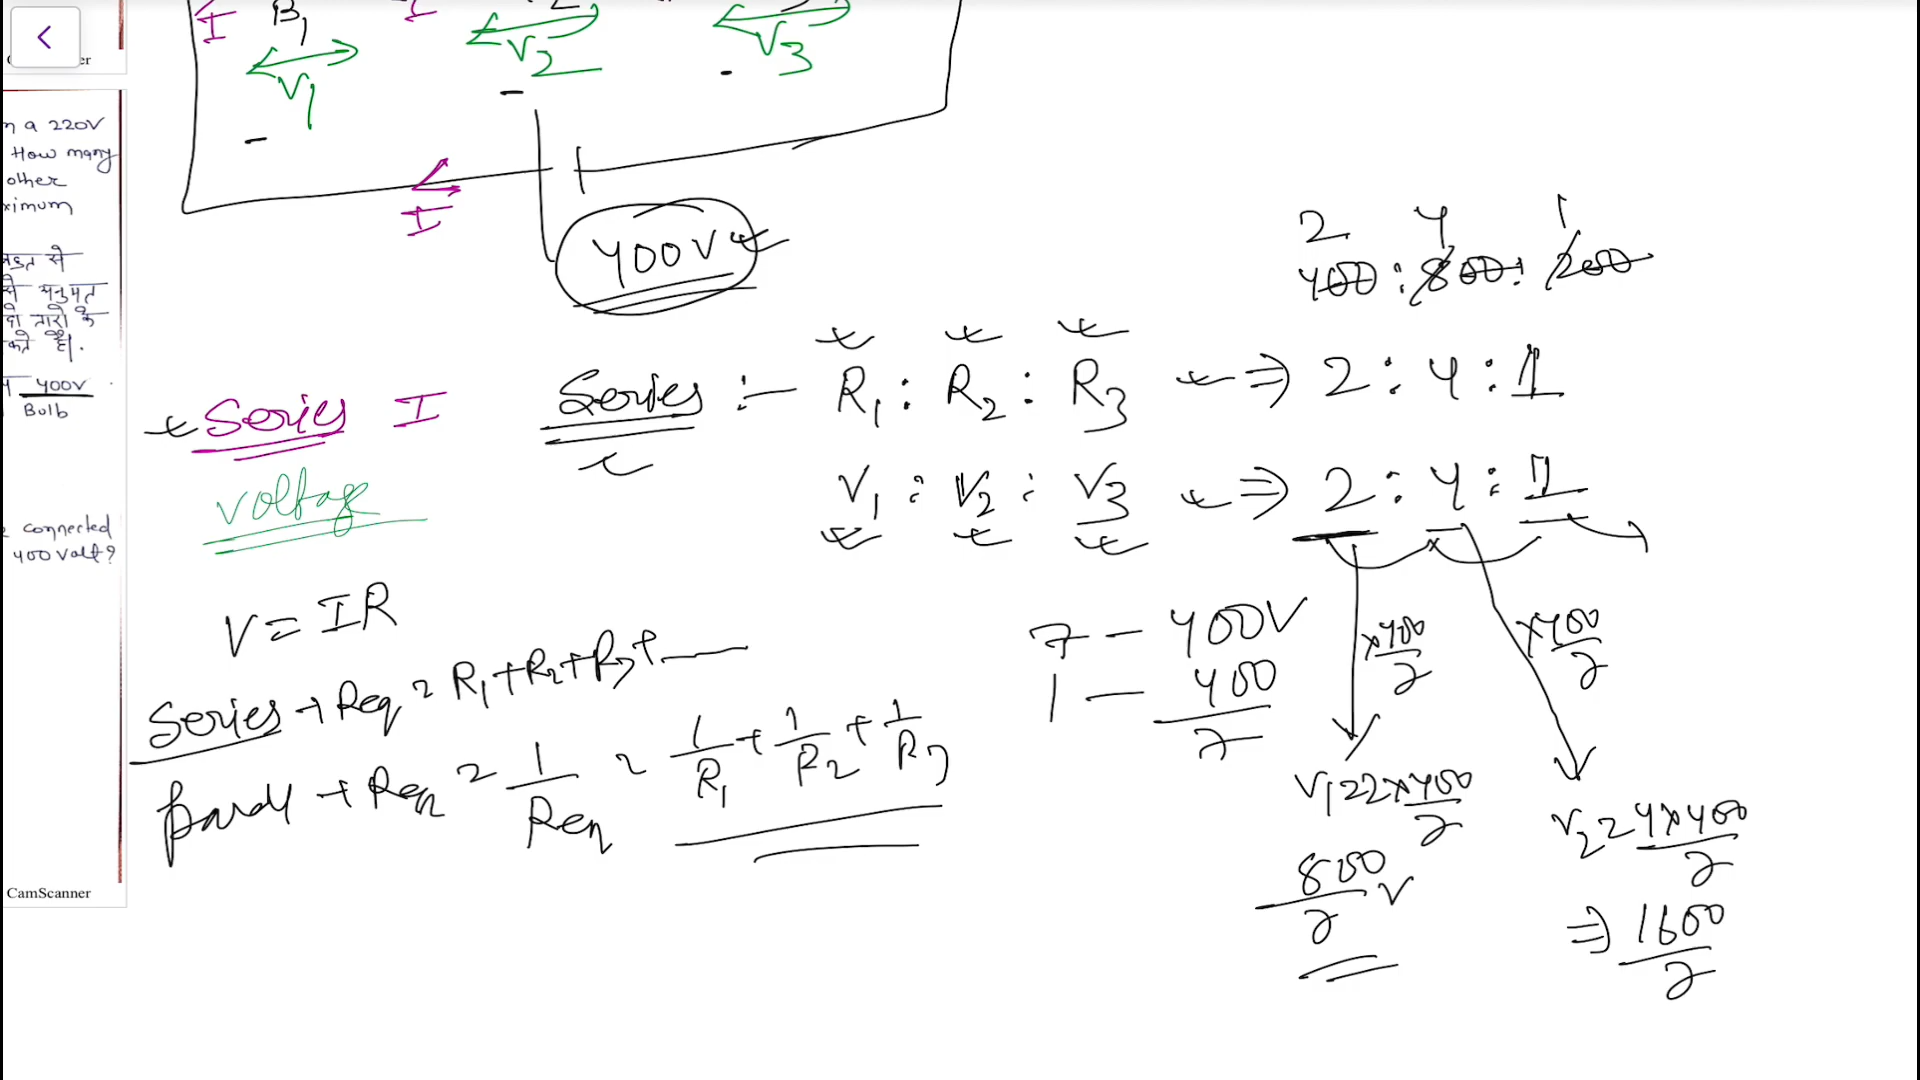 I B1 I
V1 V2 V3
- - -
I
400V
2 4 1
400 : 800 : 200
Series I
voltag
Series :- R1 : R2 : R3 ⇒ 2 : 4 : 1
V1 : V2 : V3 ⇒ 2 : 4 : 1
V = IR
Series → Req = R1+R2+R3+
Req = 1/Req = 1/R1 + 1/R2 + 1/R3
7 - 400V
1 - 400/7
×400/7 ×400/7
V1=2×400/7
800/7 V
V2=4×400/7
⇒ 1600/7
er
n a 220V
How many
other
ximum
400V
Bulb
connected
400 volt?
CamScanner